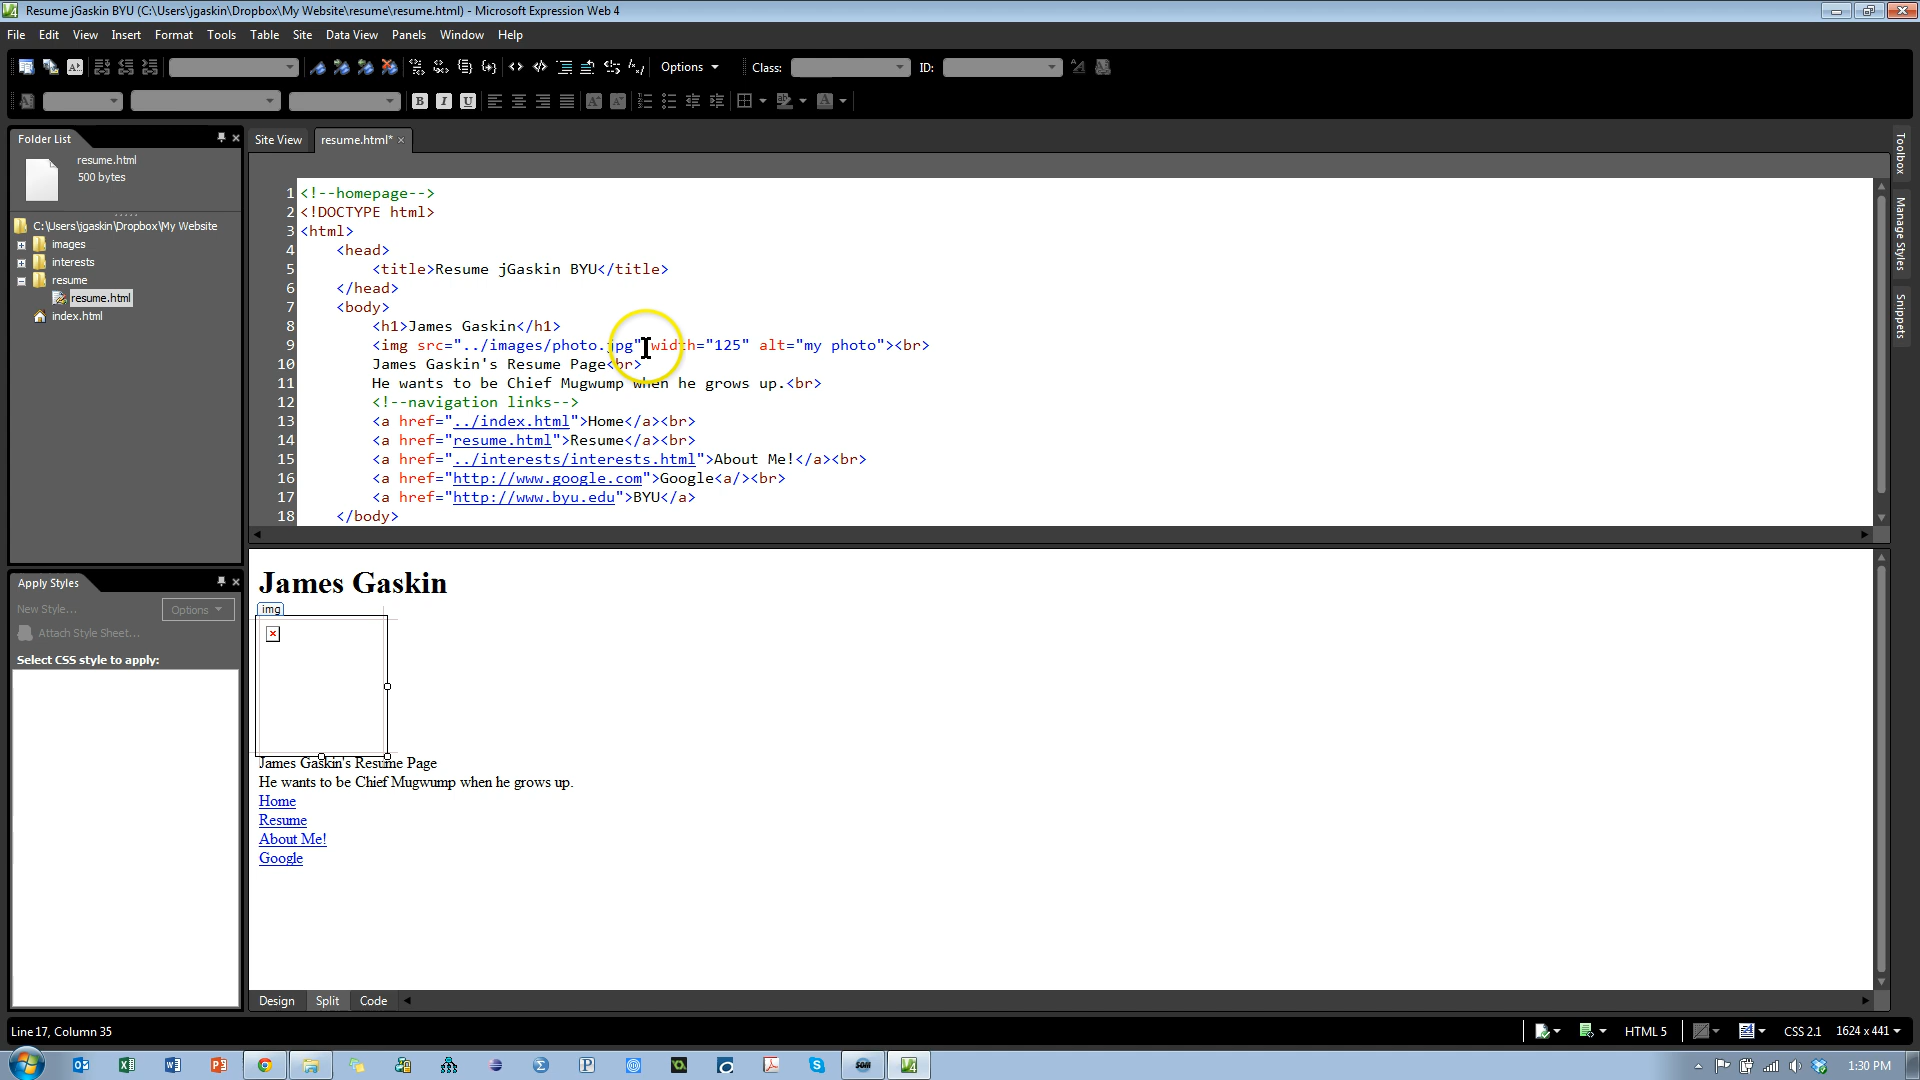 Resume jGaskin BYU (C:\Users\jgaskin\Dropbox\My Website\resume\resume.html) - Microsoft Expression Web 4
File Edit View Insert Format Tools Table Site Data View Panels Window Help
Options Class: ID:
B I U
Folder List
resume.html
500 bytes
C:\Users\jgaskin\Dropbox\My Website
images
interests
resume
resume.html
index.html
Site View resume.html*
1 <!--homepage-->
2 <!DOCTYPE html>
3 <html>
4 <head>
5 <title>Resume jGaskin BYU</title>
6 </head>
7 <body>
8 <h1>James Gaskin</h1>
9 <img src="../images/photo.jpg" width="125" alt="my photo"><br>
10 James Gaskin's Resume Page<br>
11 He wants to be Chief Mugwump when he grows up.<br>
12 <!--navigation links-->
13 <a href="../index.html">Home</a><br>
14 <a href="resume.html">Resume</a><br>
15 <a href="../interests/interests.html">About Me!</a><br>
16 <a href="http://www.google.com">Google<a/><br>
17 <a href="http://www.byu.edu">BYU</a>
18 </body>
Toolbox
Manage Styles
Snippets
Apply Styles
New Style...
Options
Attach Style Sheet...
Select CSS style to apply:
James Gaskin
img
James Gaskin's Resume Page
He wants to be Chief Mugwump when he grows up.
Home
Resume
About Me!
Google
Design Split Code
Line 17, Column 35
HTML 5 CSS 2.1 1624 x 441
1:30 PM